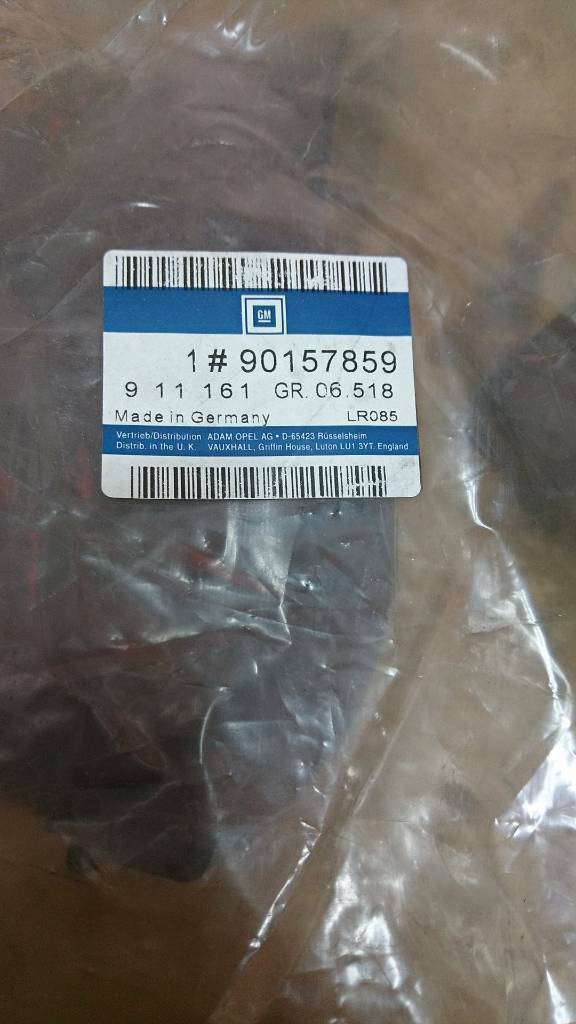 GM
1 # 90157859
9 11 161 GR. 06.518
Made in Germany LR085
Vertrieb/Distribution ADAM OPEL AG • D-65423 Rüsselsheim
Distrib. in the U. K. VAUXHALL, Griffin House, Luton LU1 3YT. England